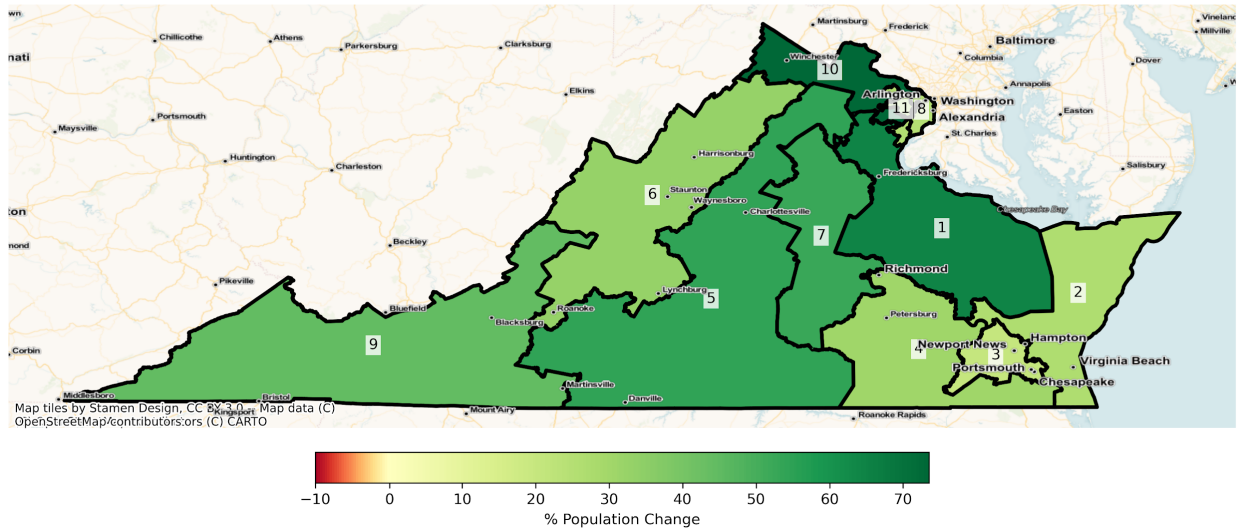 Martinsburg
Frederick
Vineland
Millville
Chillicothe
Athens
Parkersburg
Clarksburg
Baltimore
Columbia
Dover
Winchester
10
Elkins
Annapolis
Arlington
Washington
11
8
Easton
Alexandria
Portsmouth
Maysville
St. Charles
Huntington
Charleston
Harrisonburg
Salisbury
Fredericksburg
6
Staunton
Waynesboro
Charlottesville
Chesapeake Bay
7
1
Beckley
Richmond
Pikeville
Lynchburg
5
2
Bluefield
Roanoke
Blacksburg
Petersburg
9
4
Newport News
Hampton
3
Corbin
Portsmouth
Virginia Beach
Chesapeake
Martinsville
Middlesboro
Bristol
Danville
Kingsport
Mount Airy
Roanoke Rapids
Map tiles by Stamen Design, CC BY 3.0 -- Map data (C)
OpenStreetMap contributors (C) CARTO
−10
0
10
20
30
40
50
60
70
% Population Change